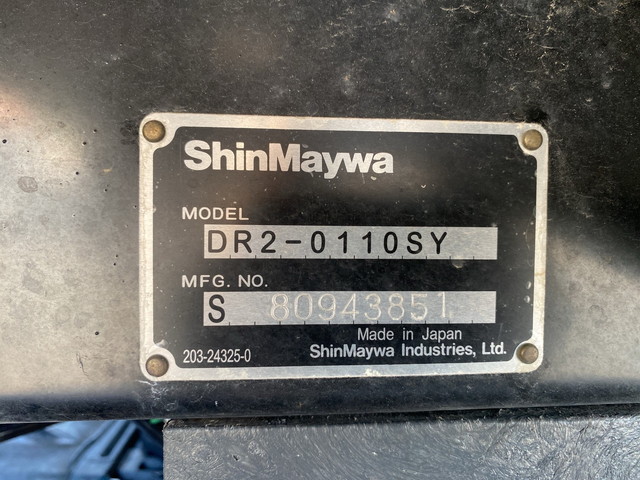 ShinMaywa
MODEL
DR2-0110SY
MFG. NO.
S 80943851
Made in Japan
203-24325-0 ShinMaywa Industries, Ltd.